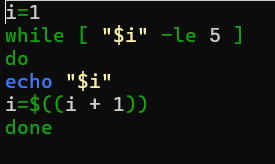 i=1
while [ "$i" -le 5 ]
do
echo "$i"
i=$((i + 1))
done